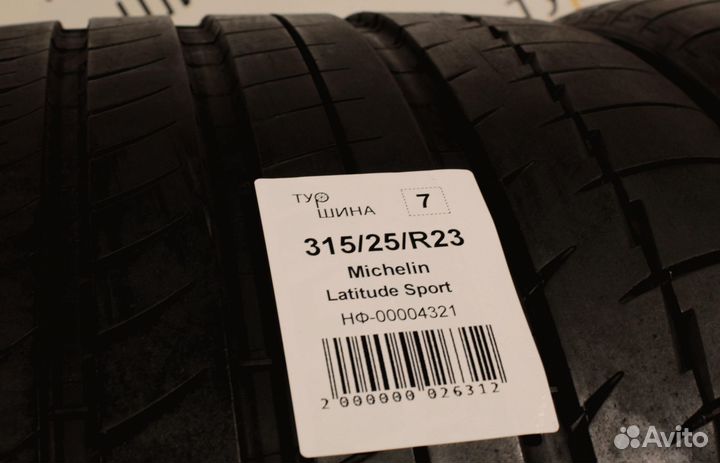 ТУР
ШИНА
7
315/25/R23
Michelin
Latitude Sport
НФ-00004321
2 000000 026312
Avito